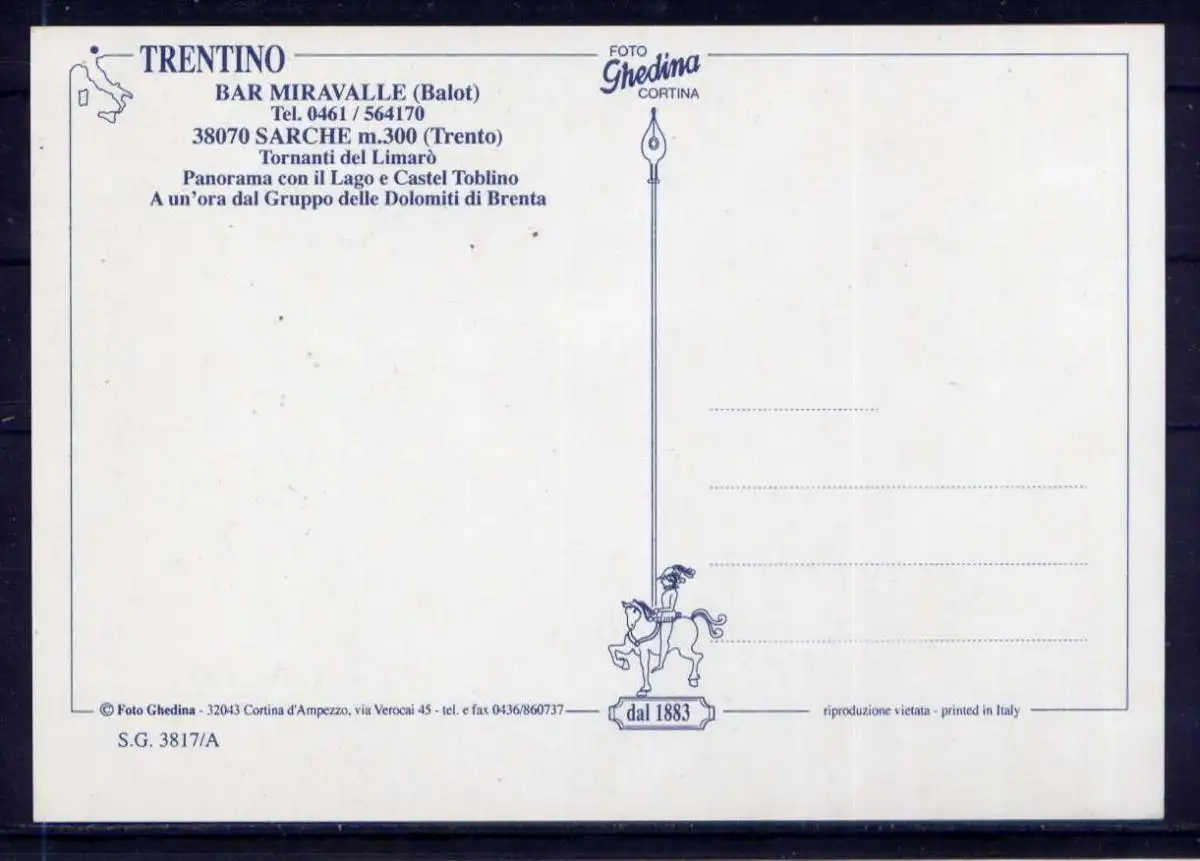 TRENTINO
BAR MIRAVALLE (Balot)
Tel. 0461 / 564170
38070 SARCHE m.300 (Trento)
Tornanti del Limarò
Panorama con il Lago e Castel Toblino
A un'ora dal Gruppo delle Dolomiti di Brenta
FOTO
Ghedina
CORTINA
dal 1883
© Foto Ghedina - 32043 Cortina d'Ampezzo, via Verocai 45 - tel. e fax 0436/860737
riproduzione vietata - printed in Italy
S.G. 3817/A